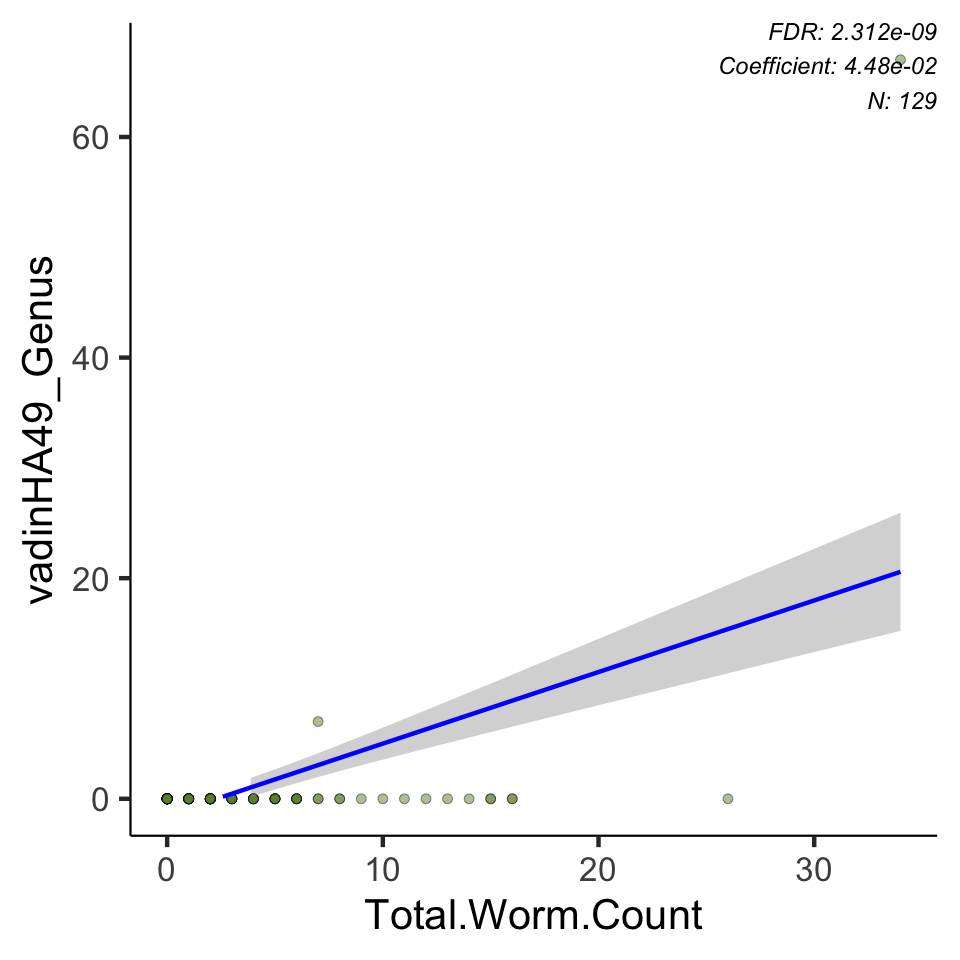 FDR: 2.312e-09
Coefficient: 4.48e-02
N: 129
60
40
20
0
vadinHA49_Genus
0 10 20 30
Total.Worm.Count